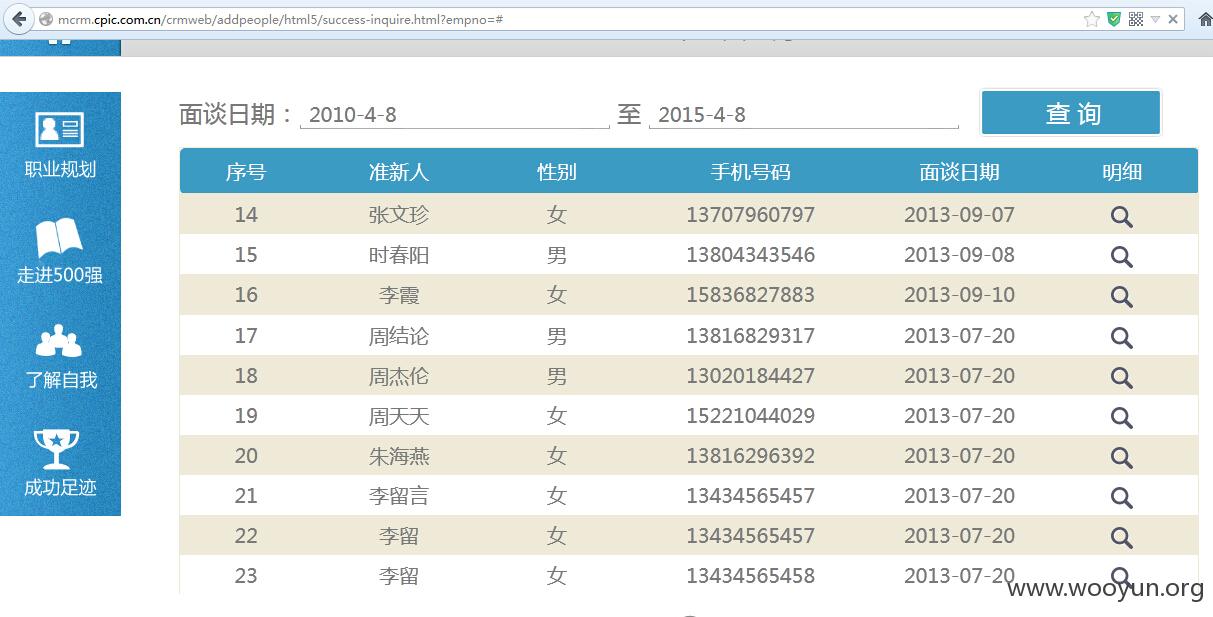 mcrm.cpic.com.cn/crmweb/addpeople/html5/success-inquire.html?empno=#
职业规划
走进500强
了解自我
成功足迹
面谈日期： 2010-4-8 至 2015-4-8 查 询
序号 准新人 性别 手机号码 面谈日期 明细
14 张文珍 女 13707960797 2013-09-07
15 时春阳 男 13804343546 2013-09-08
16 李霞 女 15836827883 2013-09-10
17 周结论 男 13816829317 2013-07-20
18 周杰伦 男 13020184427 2013-07-20
19 周天天 女 15221044029 2013-07-20
20 朱海燕 女 13816296392 2013-07-20
21 李留言 女 13434565457 2013-07-20
22 李留 女 13434565457 2013-07-20
23 李留 女 13434565458 2013-07-20
www.wooyun.org